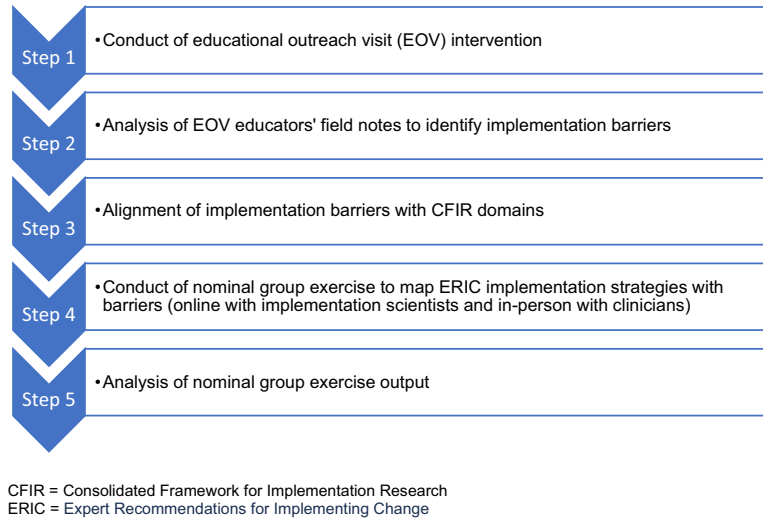 Step 1
•Conduct of educational outreach visit (EOV) intervention
Step 2
•Analysis of EOV educators' field notes to identify implementation barriers
Step 3
•Alignment of implementation barriers with CFIR domains
Step 4
•Conduct of nominal group exercise to map ERIC implementation strategies with
barriers (online with implementation scientists and in-person with clinicians)
Step 5
•Analysis of nominal group exercise output
CFIR = Consolidated Framework for Implementation Research
ERIC = Expert Recommendations for Implementing Change